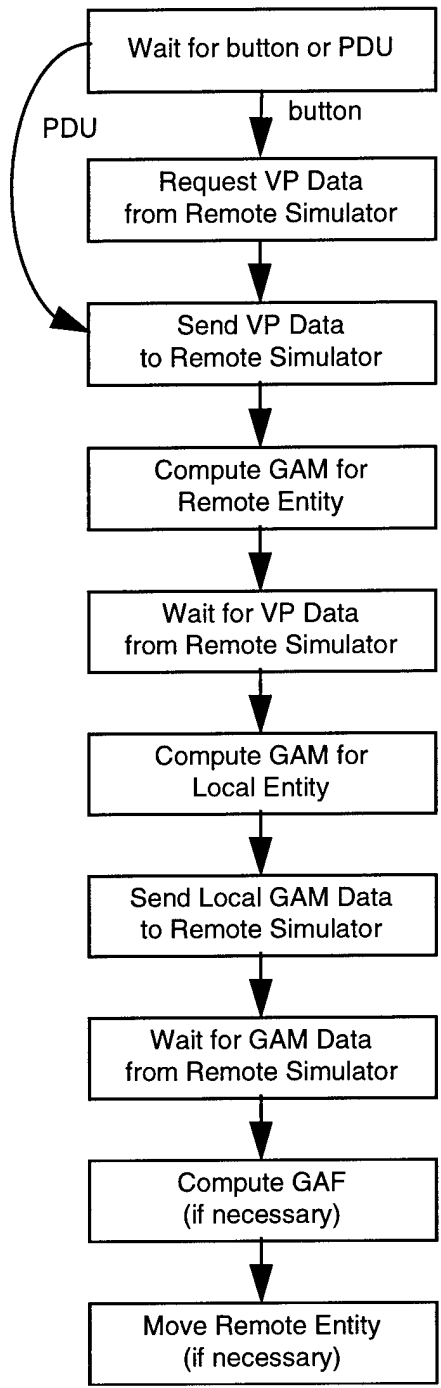 Wait for button or PDU
PDU
button
Request VP Data
from Remote Simulator
Send VP Data
to Remote Simulator
Compute GAM for
Remote Entity
Wait for VP Data
from Remote Simulator
Compute GAM for
Local Entity
Send Local GAM Data
to Remote Simulator
Wait for GAM Data
from Remote Simulator
Compute GAF
(if necessary)
Move Remote Entity
(if necessary)